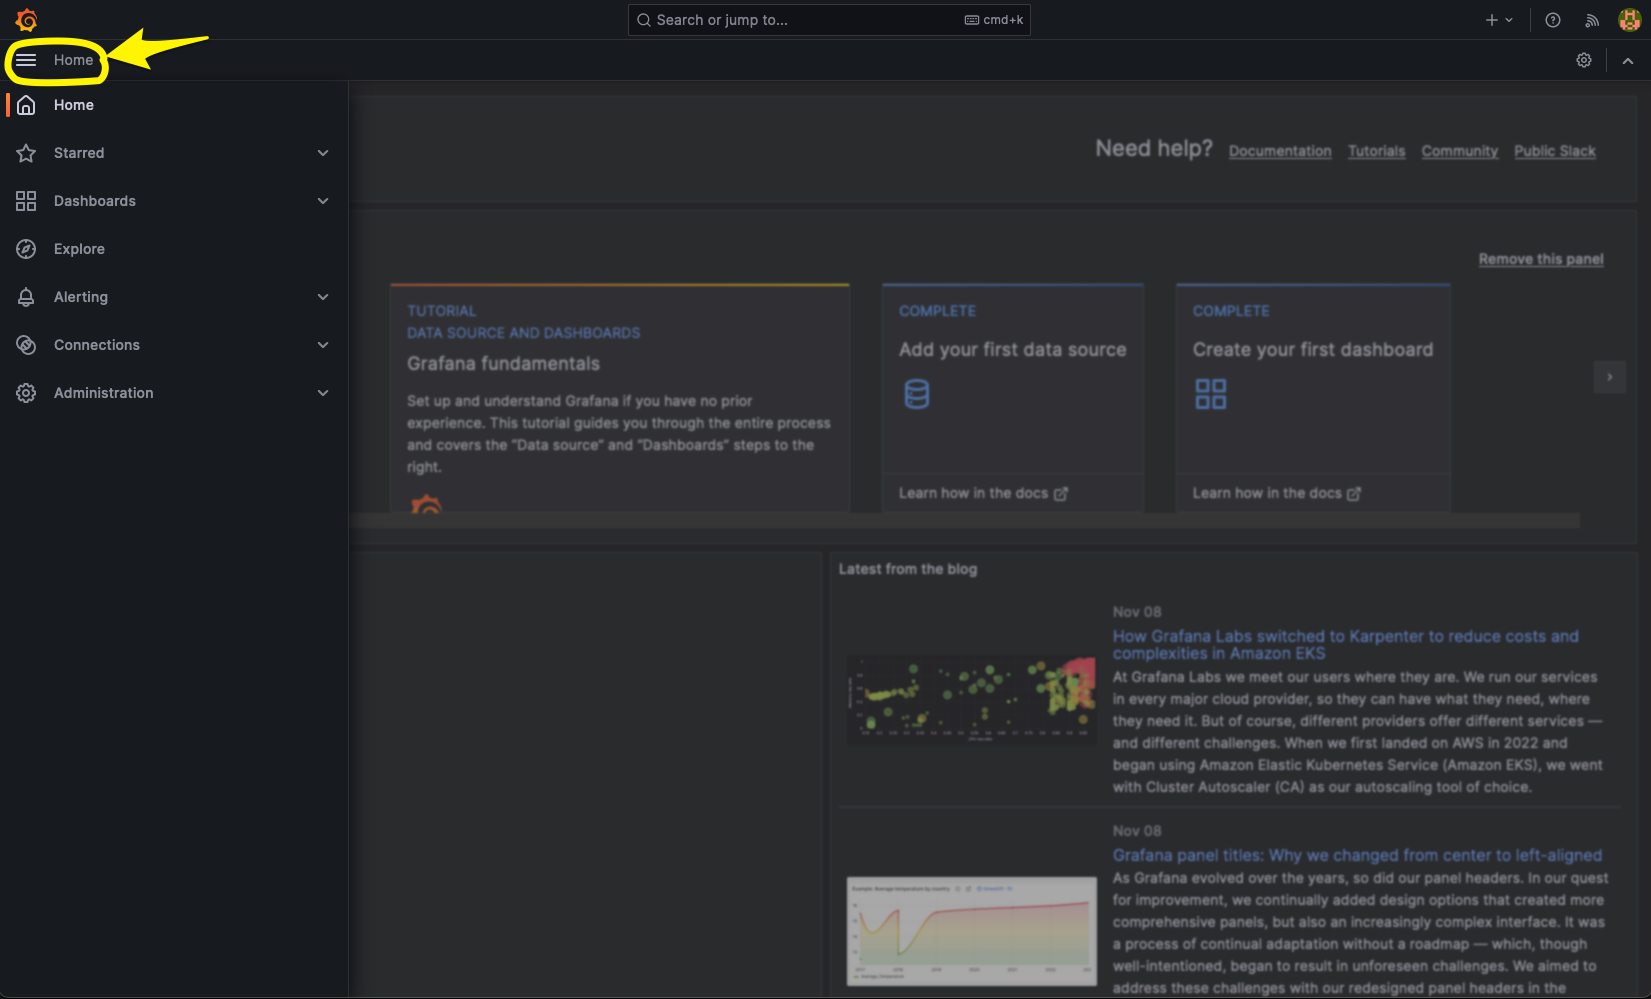 Search or jump to...
cmd+k
Home
Home
Starred
Dashboards
Explore
Alerting
Connections
Administration
Need help?
Documentation
Tutorials
Community
Public Slack
Remove this panel
TUTORIAL
DATA SOURCE AND DASHBOARDS
Grafana fundamentals
Set up and understand Grafana if you have no prior
experience. This tutorial guides you through the entire process
and covers the "Data source" and "Dashboards" steps to the
right.
COMPLETE
Add your first data source
Learn how in the docs
COMPLETE
Create your first dashboard
Learn how in the docs
Latest from the blog
Nov 08
How Grafana Labs switched to Karpenter to reduce costs and
complexities in Amazon EKS
At Grafana Labs we meet our users where they are. We run our services
in every major cloud provider, so they can have what they need, where
they need it. But of course, different providers offer different services —
and different challenges. When we first landed on AWS in 2022 and
began using Amazon Elastic Kubernetes Service (Amazon EKS), we went
with Cluster Autoscaler (CA) as our autoscaling tool of choice.
Nov 08
Grafana panel titles: Why we changed from center to left-aligned
As Grafana evolved over the years, so did our panel headers. In our quest
for improvement, we continually added design options that created more
comprehensive panels, but also an increasingly complex interface. It was
a process of continual adaptation without a roadmap — which, though
well-intentioned, began to result in unforeseen challenges. We aimed to
address these challenges with our redesigned panel headers in the
Example: Average temperature by country